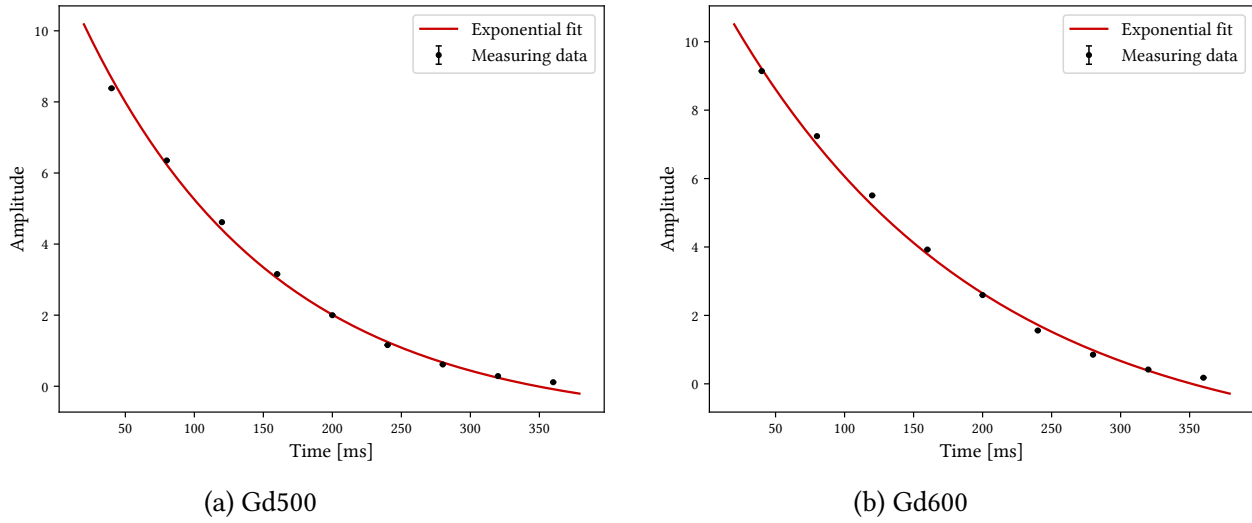 Exponential fit
Measuring data
10
8
6
4
2
0
Amplitude
50 100 150 200 250 300 350
Time [ms]
(a) Gd500
Exponential fit
Measuring data
10
8
6
4
2
0
Amplitude
50 100 150 200 250 300 350
Time [ms]
(b) Gd600